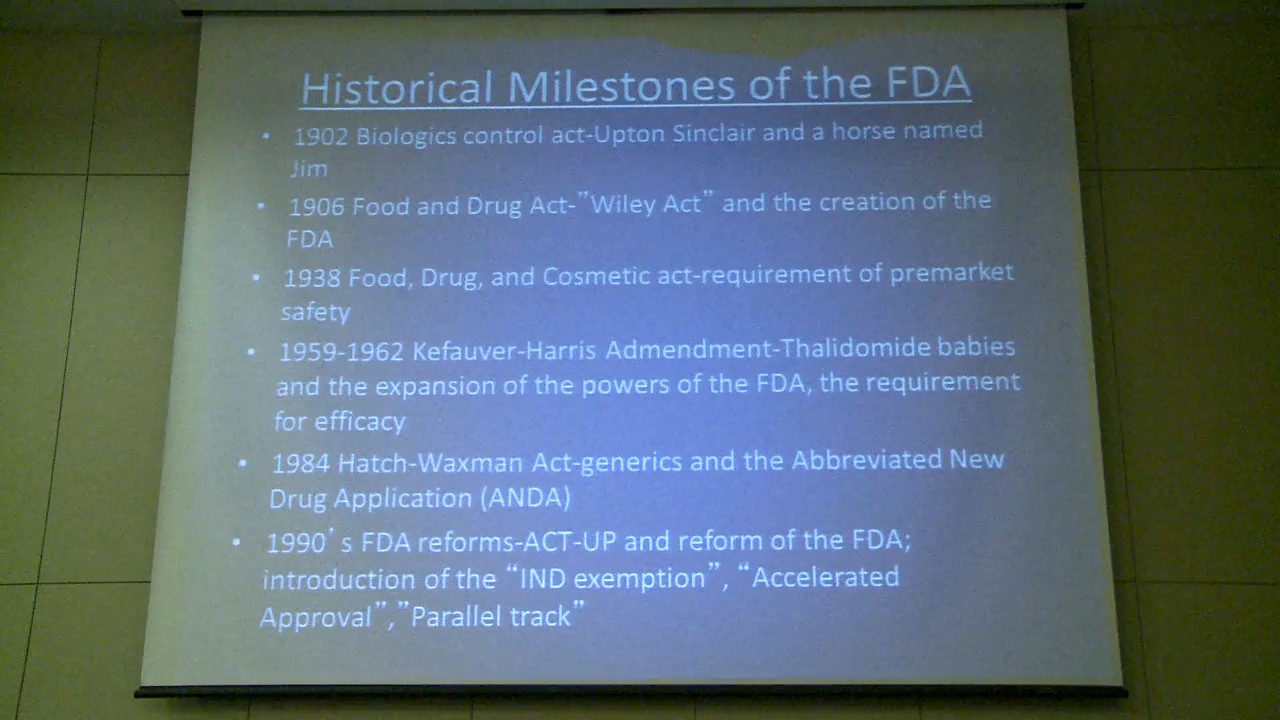 Historical Milestones of the FDA
• 1902 Biologics control act-Upton Sinclair and a horse named
Jim
• 1906 Food and Drug Act-”Wiley Act” and the creation of the
FDA
• 1938 Food, Drug, and Cosmetic act-requirement of premarket
safety
• 1959-1962 Kefauver-Harris Admendment-Thalidomide babies
and the expansion of the powers of the FDA, the requirement
for efficacy
• 1984 Hatch-Waxman Act-generics and the Abbreviated New
Drug Application (ANDA)
• 1990’s FDA reforms-ACT-UP and reform of the FDA;
introduction of the “IND exemption”, “Accelerated
Approval”,”Parallel track”